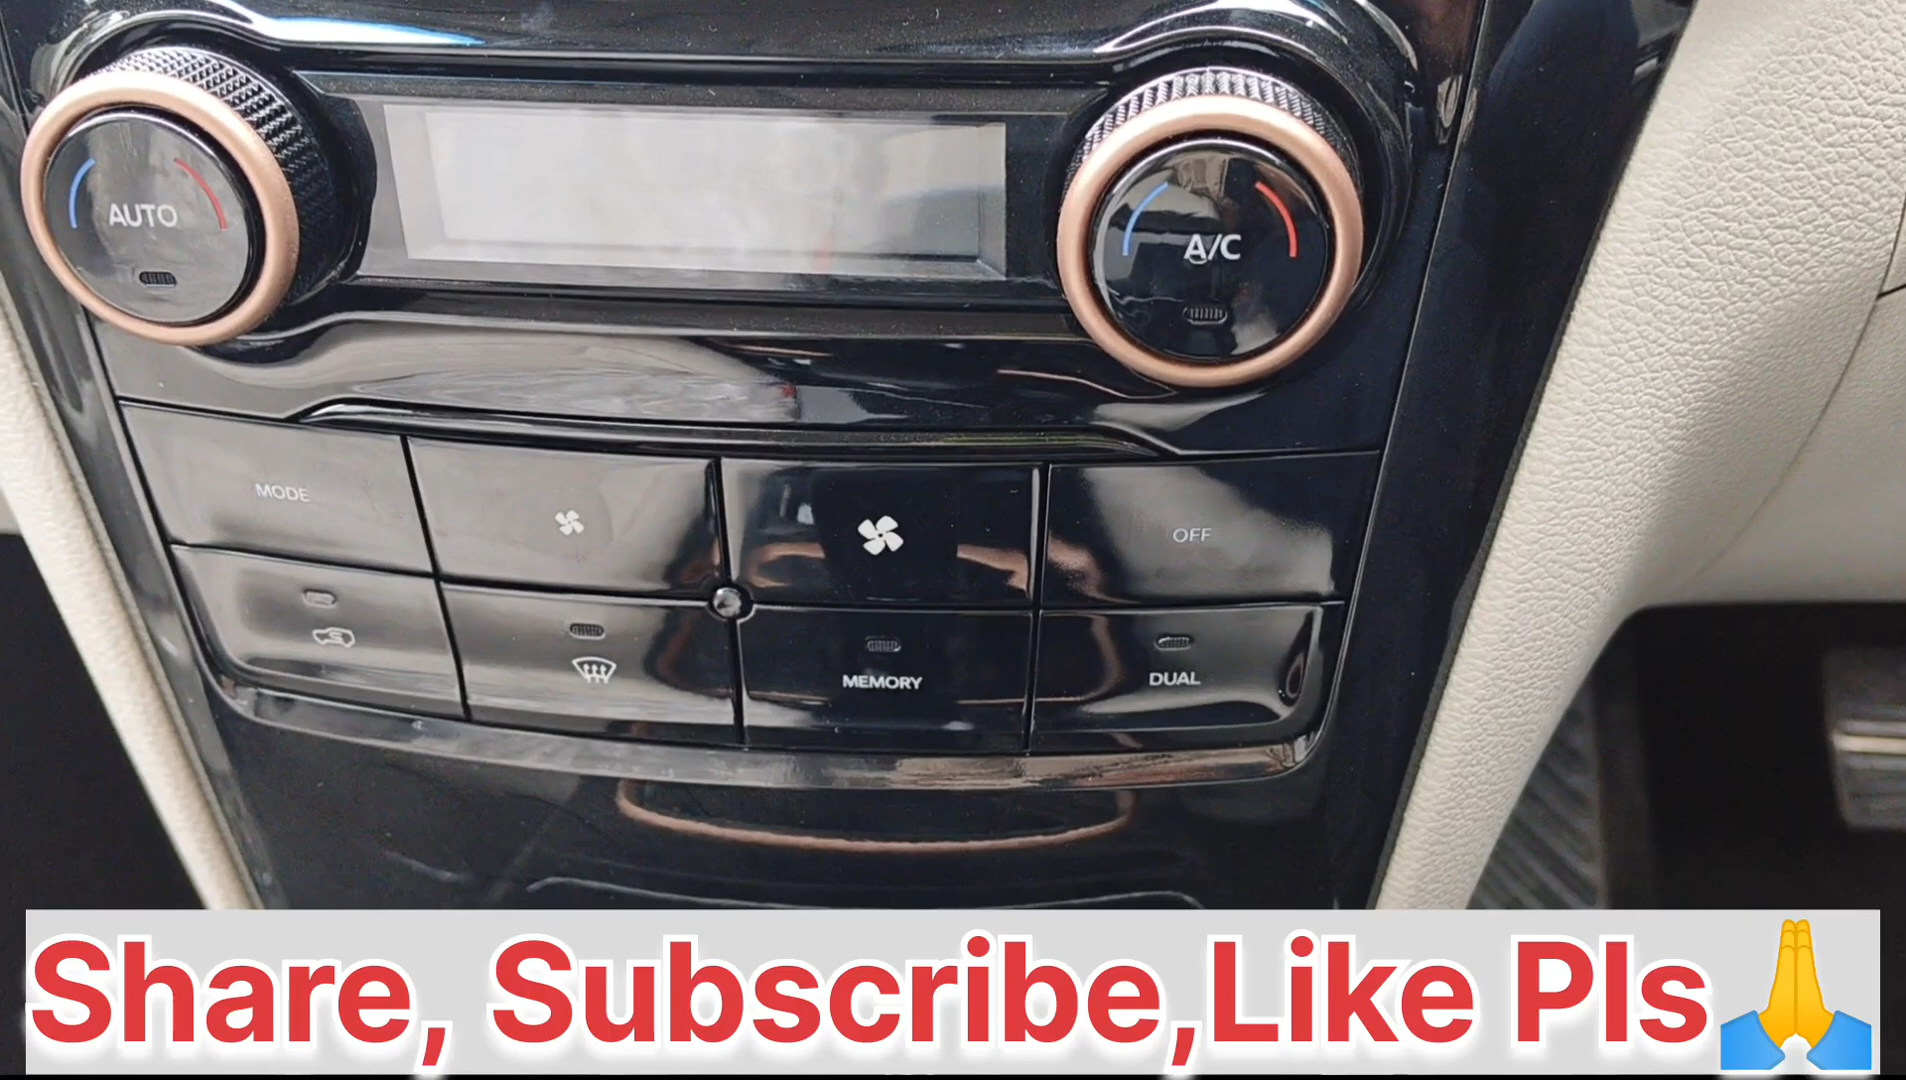 AUTO
A/C
MODE
OFF
MEMORY
DUAL
Share, Subscribe,Like Pls🙏